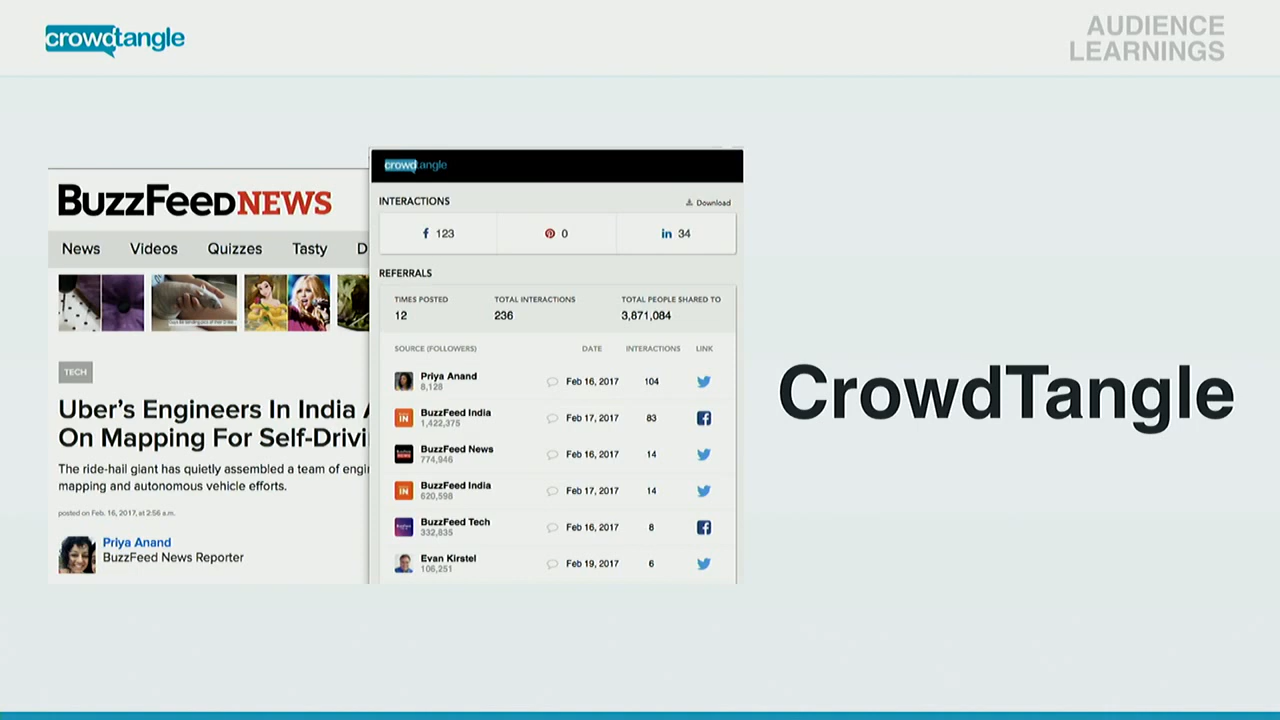 crowdtangle
AUDIENCE
LEARNINGS
BuzzFeedNEWS
News Videos Quizzes Tasty D
TECH
Uber's Engineers In India A
On Mapping For Self-Drivi
The ride-hail giant has quietly assembled a team of engi
mapping and autonomous vehicle efforts.
posted on Feb. 16, 2017, at 2:56 a.m.
Priya Anand
BuzzFeed News Reporter
crowdtangle
INTERACTIONS
Download
123 0 34
REFERRALS
TIMES POSTED TOTAL INTERACTIONS TOTAL PEOPLE SHARED TO
12 236 3,871,084
SOURCE (FOLLOWERS) DATE INTERACTIONS LINK
Priya Anand
8,128
Feb 16, 2017 104
BuzzFeed India
1,422,375
Feb 17, 2017 83
BuzzFeed News
774,946
Feb 16, 2017 14
BuzzFeed India
620,598
Feb 17, 2017 14
BuzzFeed Tech
332,835
Feb 16, 2017 8
Evan Kirstel
106,251
Feb 19, 2017 6
CrowdTangle